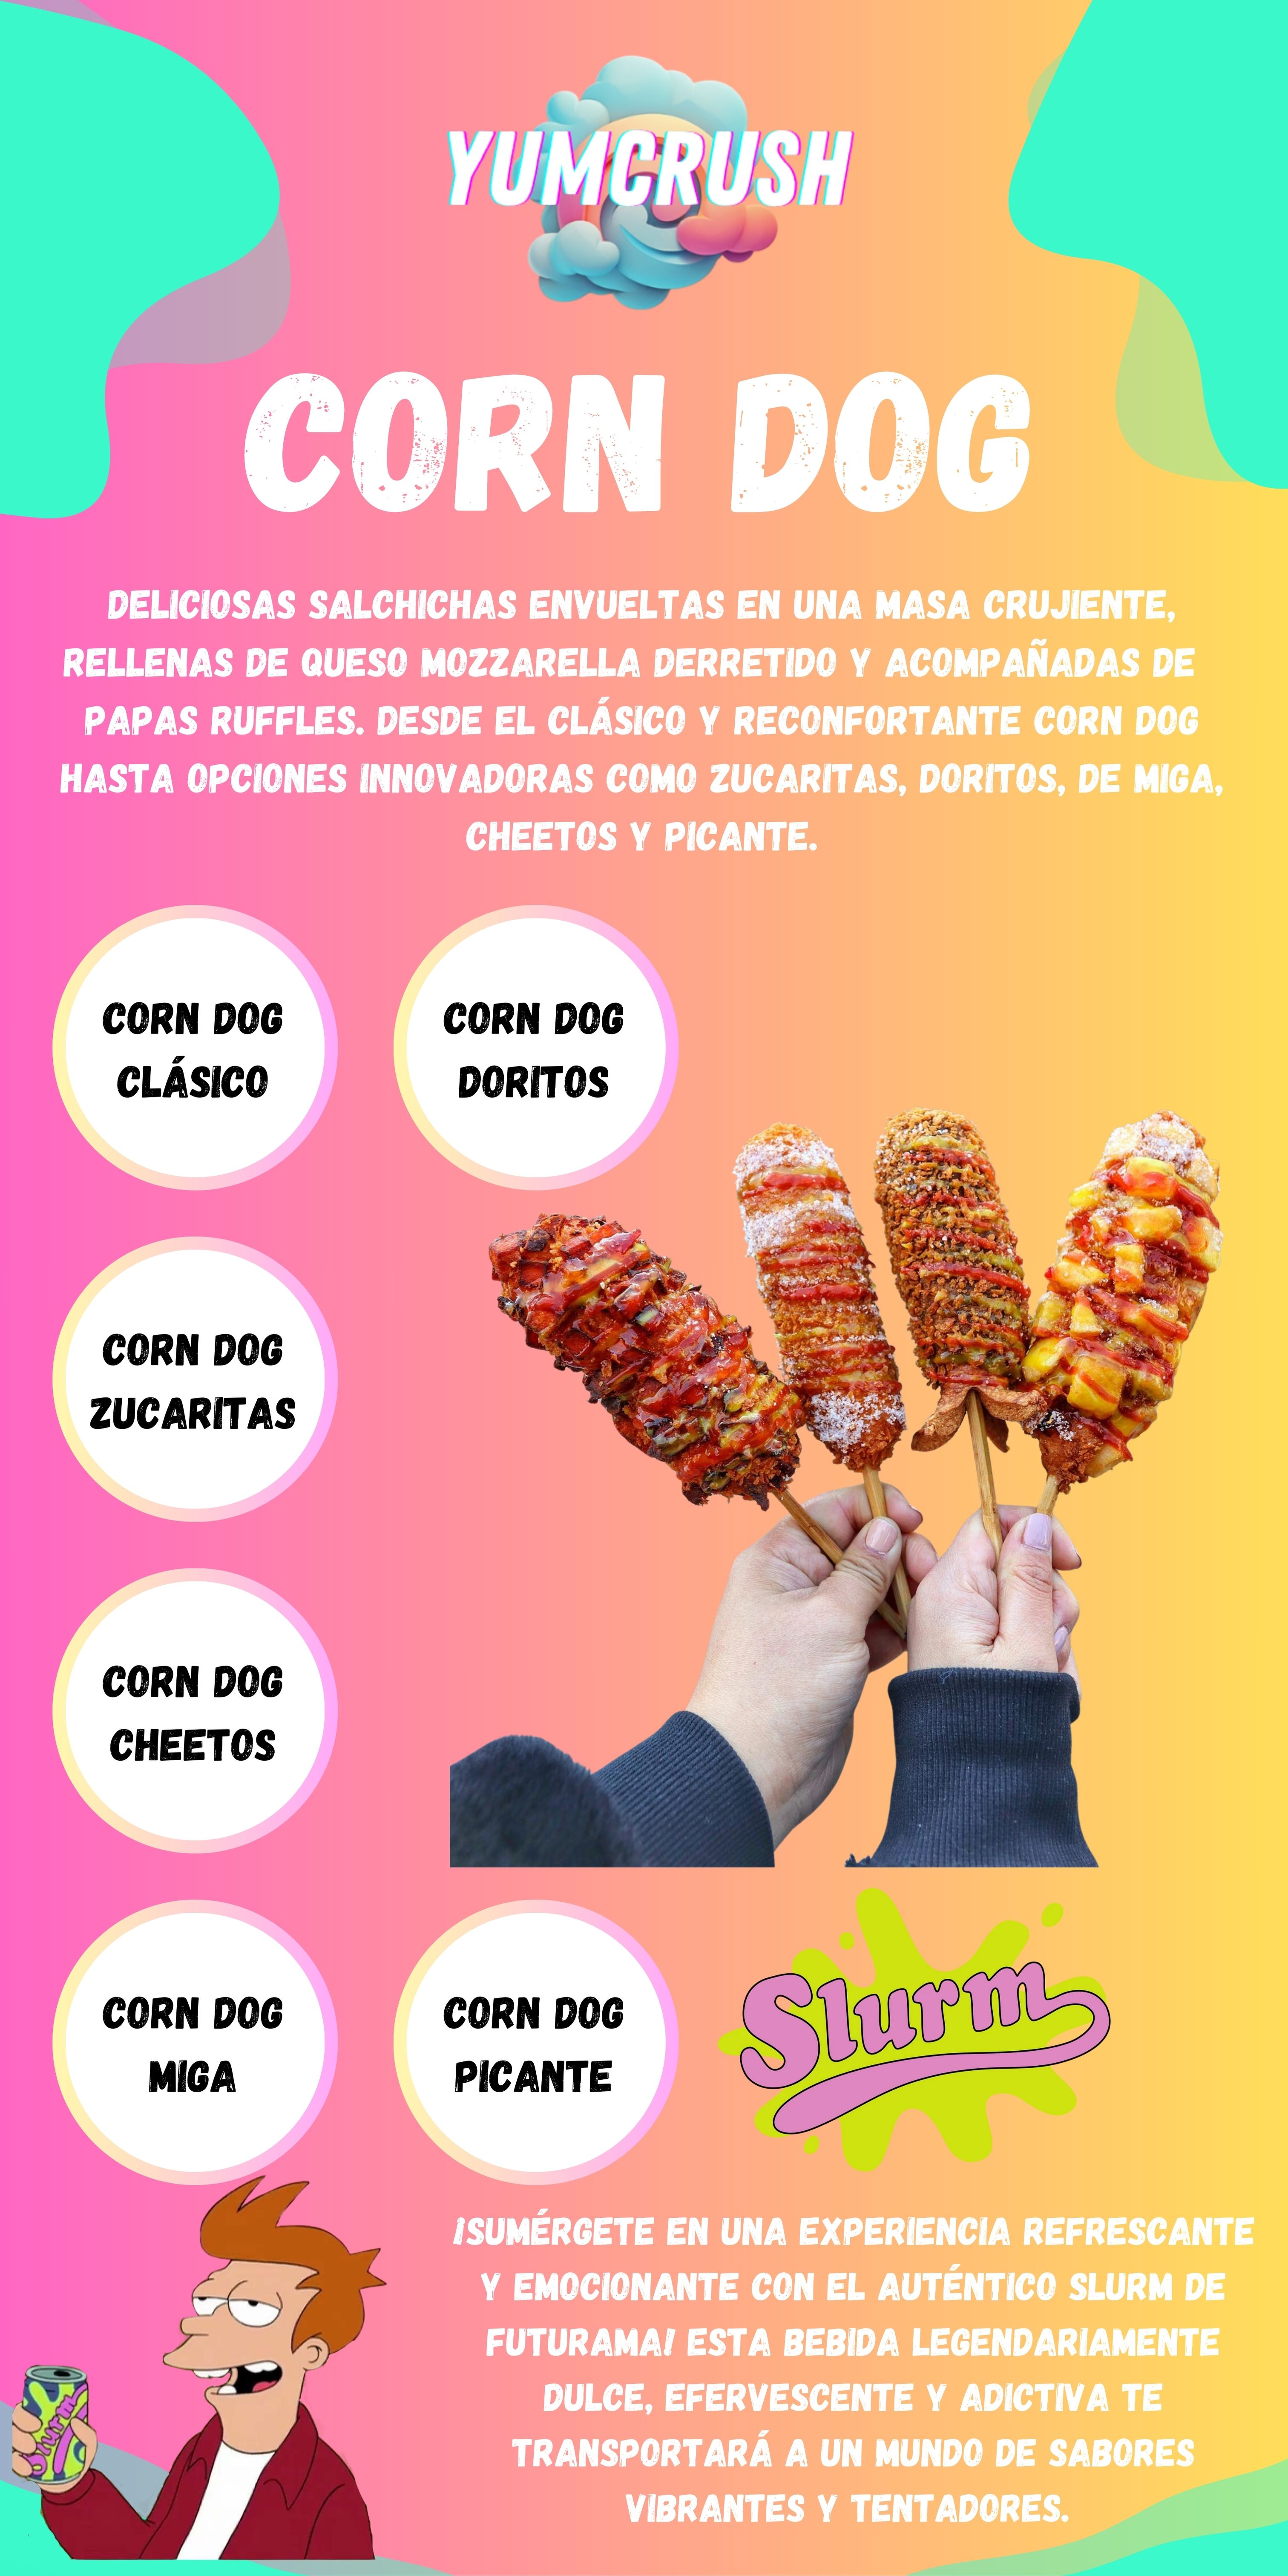 YUMCRUSH
CORN DOG
DELICIOSAS SALCHICHAS ENVUELTAS EN UNA MASA CRUJIENTE,
RELLENAS DE QUESO MOZZARELLA DERRETIDO Y ACOMPAÑADAS DE
PAPAS RUFFLES. DESDE EL CLÁSICO Y RECONFORTANTE CORN DOG
HASTA OPCIONES INNOVADORAS COMO ZUCARITAS, DORITOS, DE MIGA,
CHEETOS Y PICANTE.
CORN DOG
CLÁSICO
CORN DOG
DORITOS
CORN DOG
ZUCARITAS
CORN DOG
CHEETOS
CORN DOG
MIGA
CORN DOG
PICANTE
Slurm
¡SUMÉRGETE EN UNA EXPERIENCIA REFRESCANTE
Y EMOCIONANTE CON EL AUTÉNTICO SLURM DE
FUTURAMA! ESTA BEBIDA LEGENDARIAMENTE
DULCE, EFERVESCENTE Y ADICTIVA TE
TRANSPORTARÁ A UN MUNDO DE SABORES
VIBRANTES Y TENTADORES.
Slurm